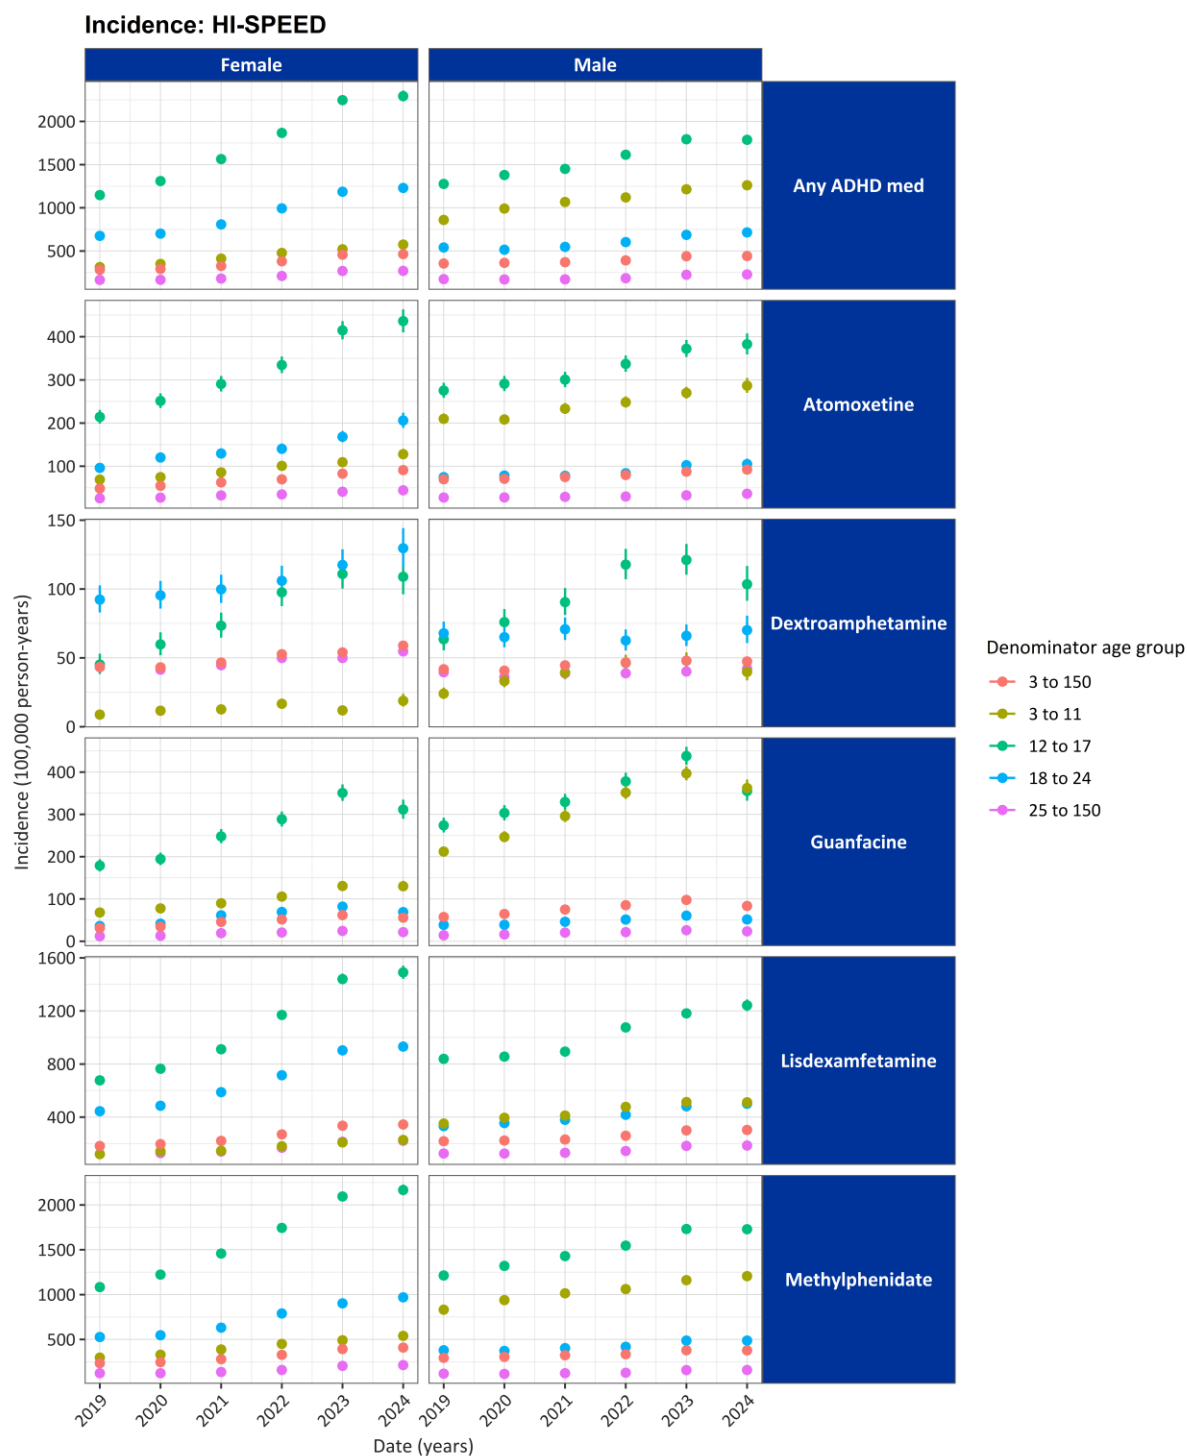 Incidence: HI-SPEED
Female
Male
2000
1500
1000
500
Any ADHD med
400
300
200
100
Atomoxetine
150
100
50
0
Dextroamphetamine
400
300
200
100
0
Guanfacine
1600
1200
800
400
Lisdexamfetamine
2000
1500
1000
500
Methylphenidate
2019
2020
2021
2022
2023
2024
2019
2020
2021
2022
2023
2024
Date (years)
Incidence (100,000 person-years)
Denominator age group
3 to 150
3 to 11
12 to 17
18 to 24
25 to 150